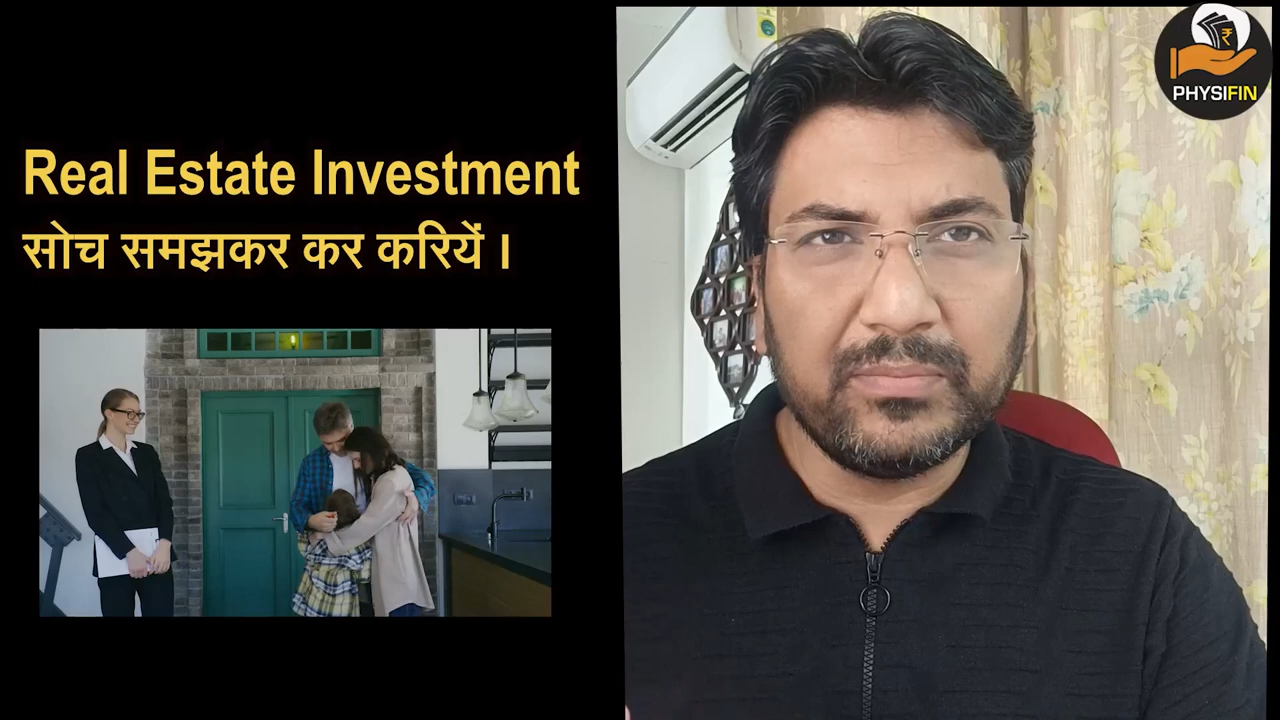 Real Estate Investment
सोच समझकर कर करियें ।
₹
PHYSIFIN